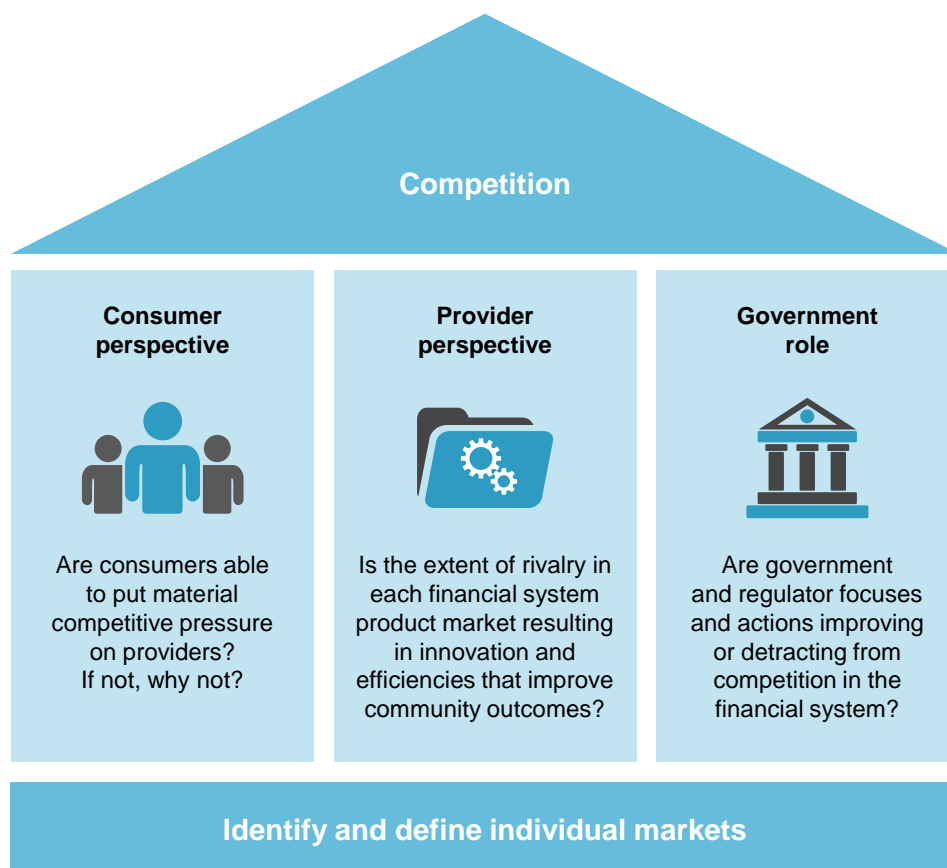 Competition
Consumer
perspective
Are consumers able
to put material
competitive pressure
on providers?
If not, why not?
Provider
perspective
Is the extent of rivalry in
each financial system
product market resulting
in innovation and
efficiencies that improve
community outcomes?
Government
role
Are government
and regulator focuses
and actions improving
or detracting from
competition in the
financial system?
Identify and define individual markets